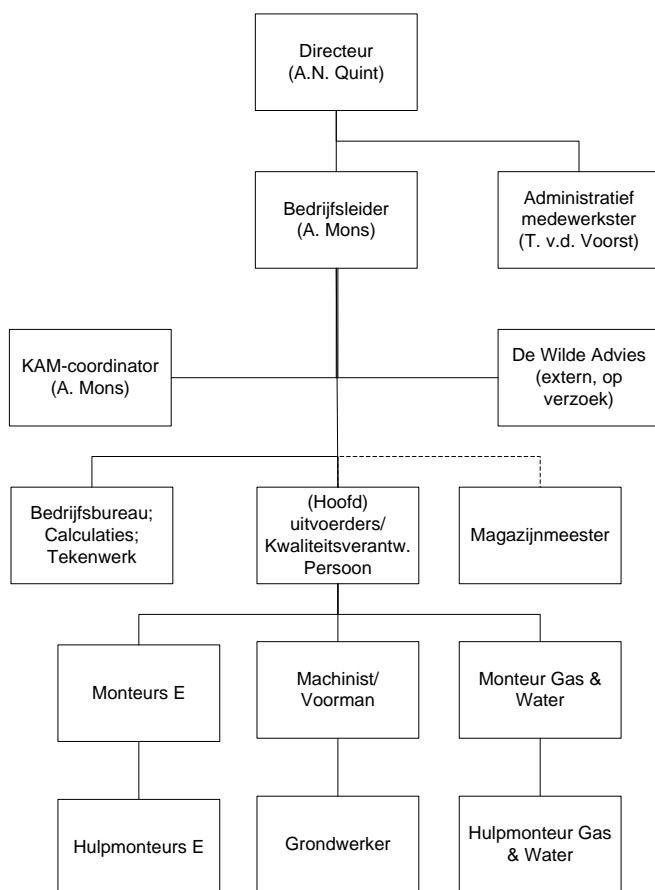 Directeur
(A.N. Quint)
Bedrijfsleider
(A. Mons)
Administratief
medewerkster
(T. v.d. Voorst)
KAM-coordinator
(A. Mons)
De Wilde Advies
(extern, op
verzoek)
Bedrijfsbureau;
Calculaties;
Tekenwerk
(Hoofd)
uitvoerders/
Kwaliteitsverantw.
Persoon
Magazijnmeester
Monteurs E
Machinist/
Voorman
Monteur Gas &
Water
Hulpmonteurs E
Grondwerker
Hulpmonteur Gas
& Water